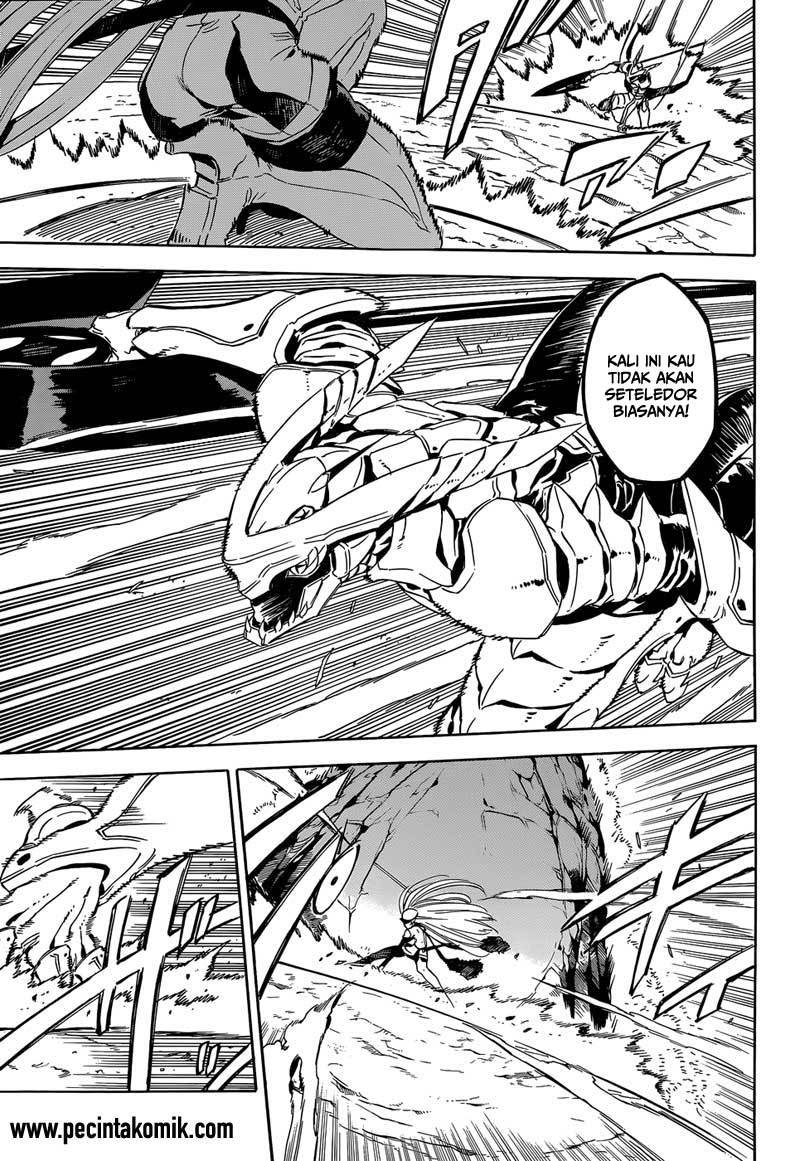 KALI INI KAU
TIDAK AKAN
SETELEDOR
BIASANYA!
www.pecintakomik.com